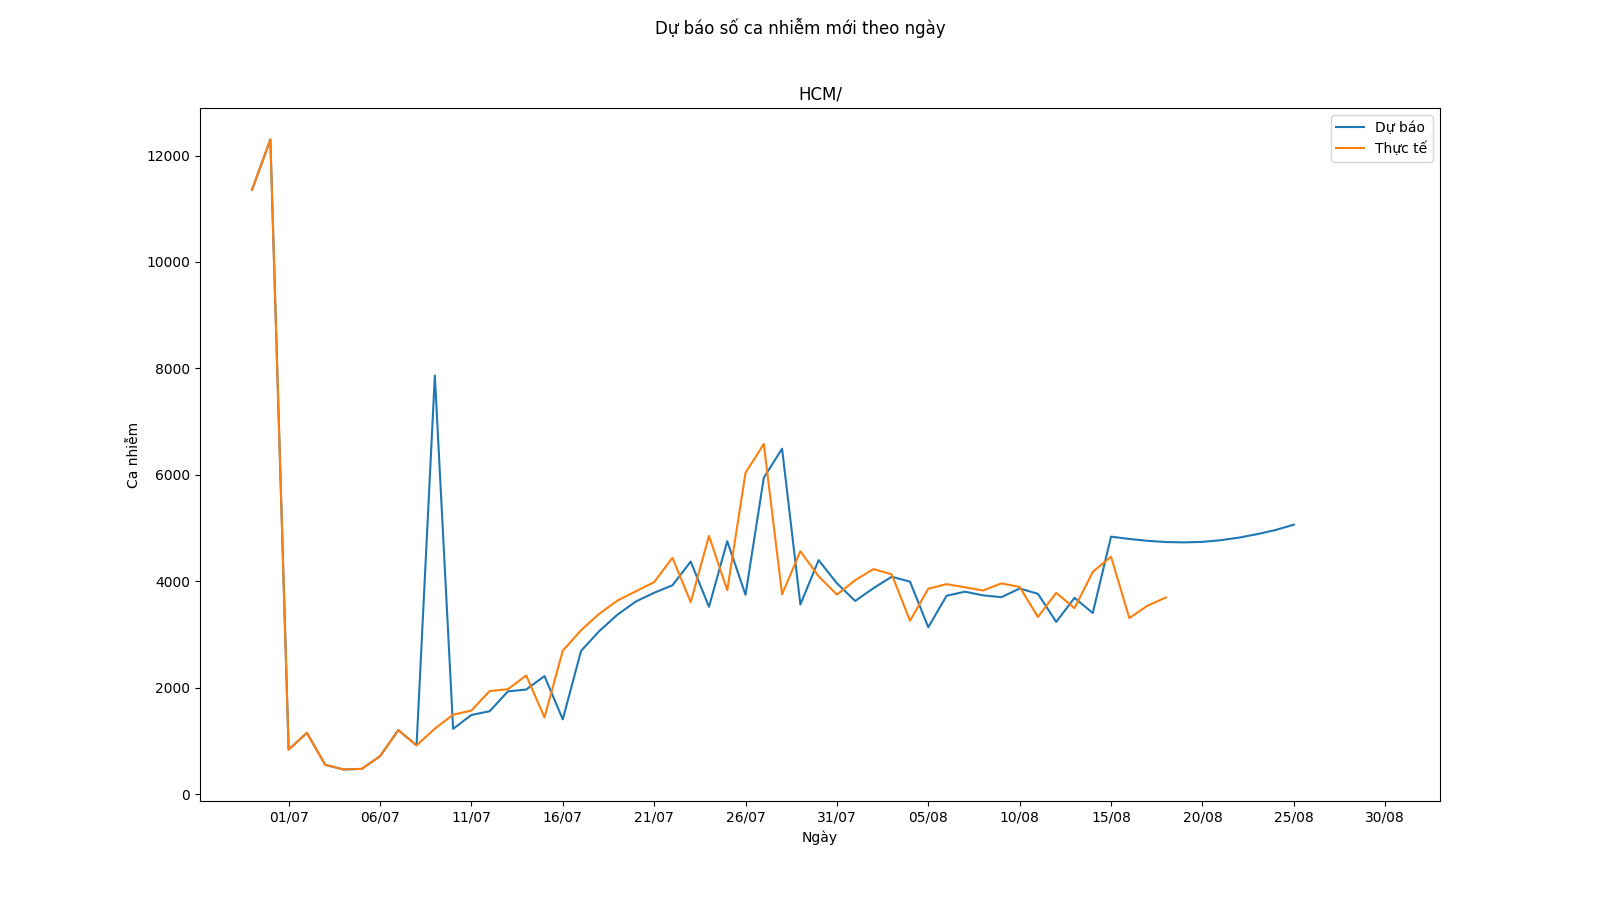 Dự báo số ca nhiễm mới theo ngày
HCM/
Dự báo
Thực tế
12000
10000
8000
6000
4000
2000
0
Ca nhiễm
01/07 06/07 11/07 16/07 21/07 26/07 31/07 05/08 10/08 15/08 20/08 25/08 30/08
Ngày